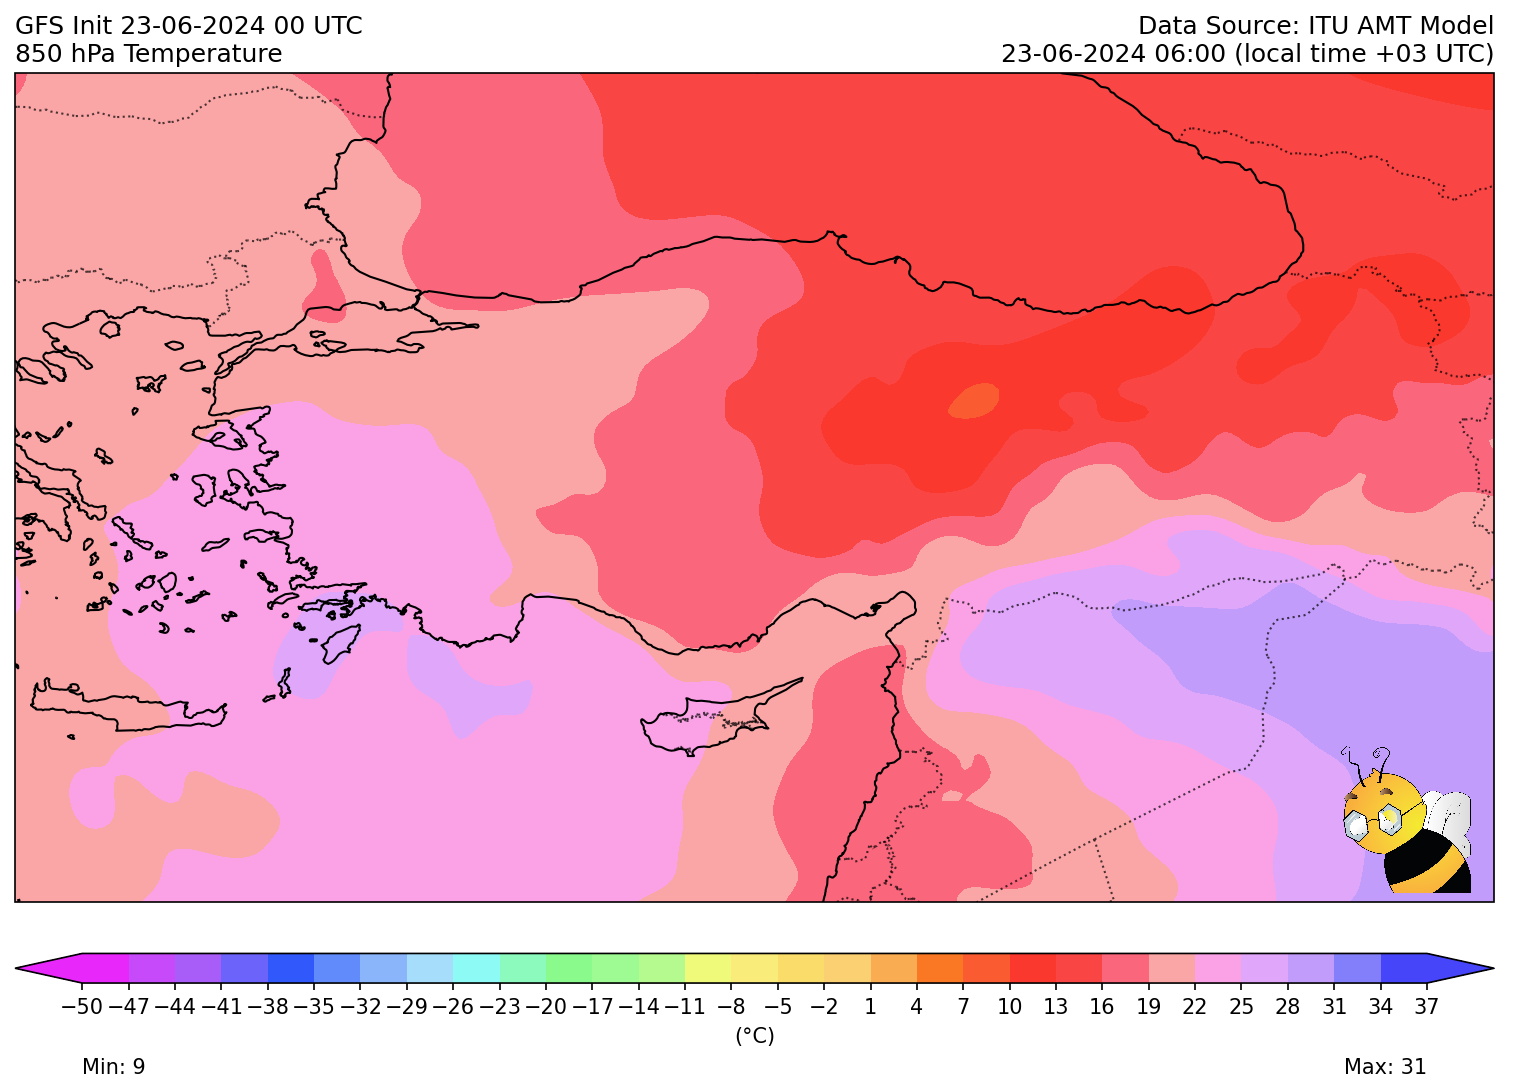 GFS Init 23-06-2024 00 UTC
850 hPa Temperature
Data Source: ITU AMT Model
23-06-2024 06:00 (local time +03 UTC)
−50 −47 −44 −41 −38 −35 −32 −29 −26 −23 −20 −17 −14 −11 −8 −5 −2 1 4 7 10 13 16 19 22 25 28 31 34 37
(°C)
Min: 9
Max: 31